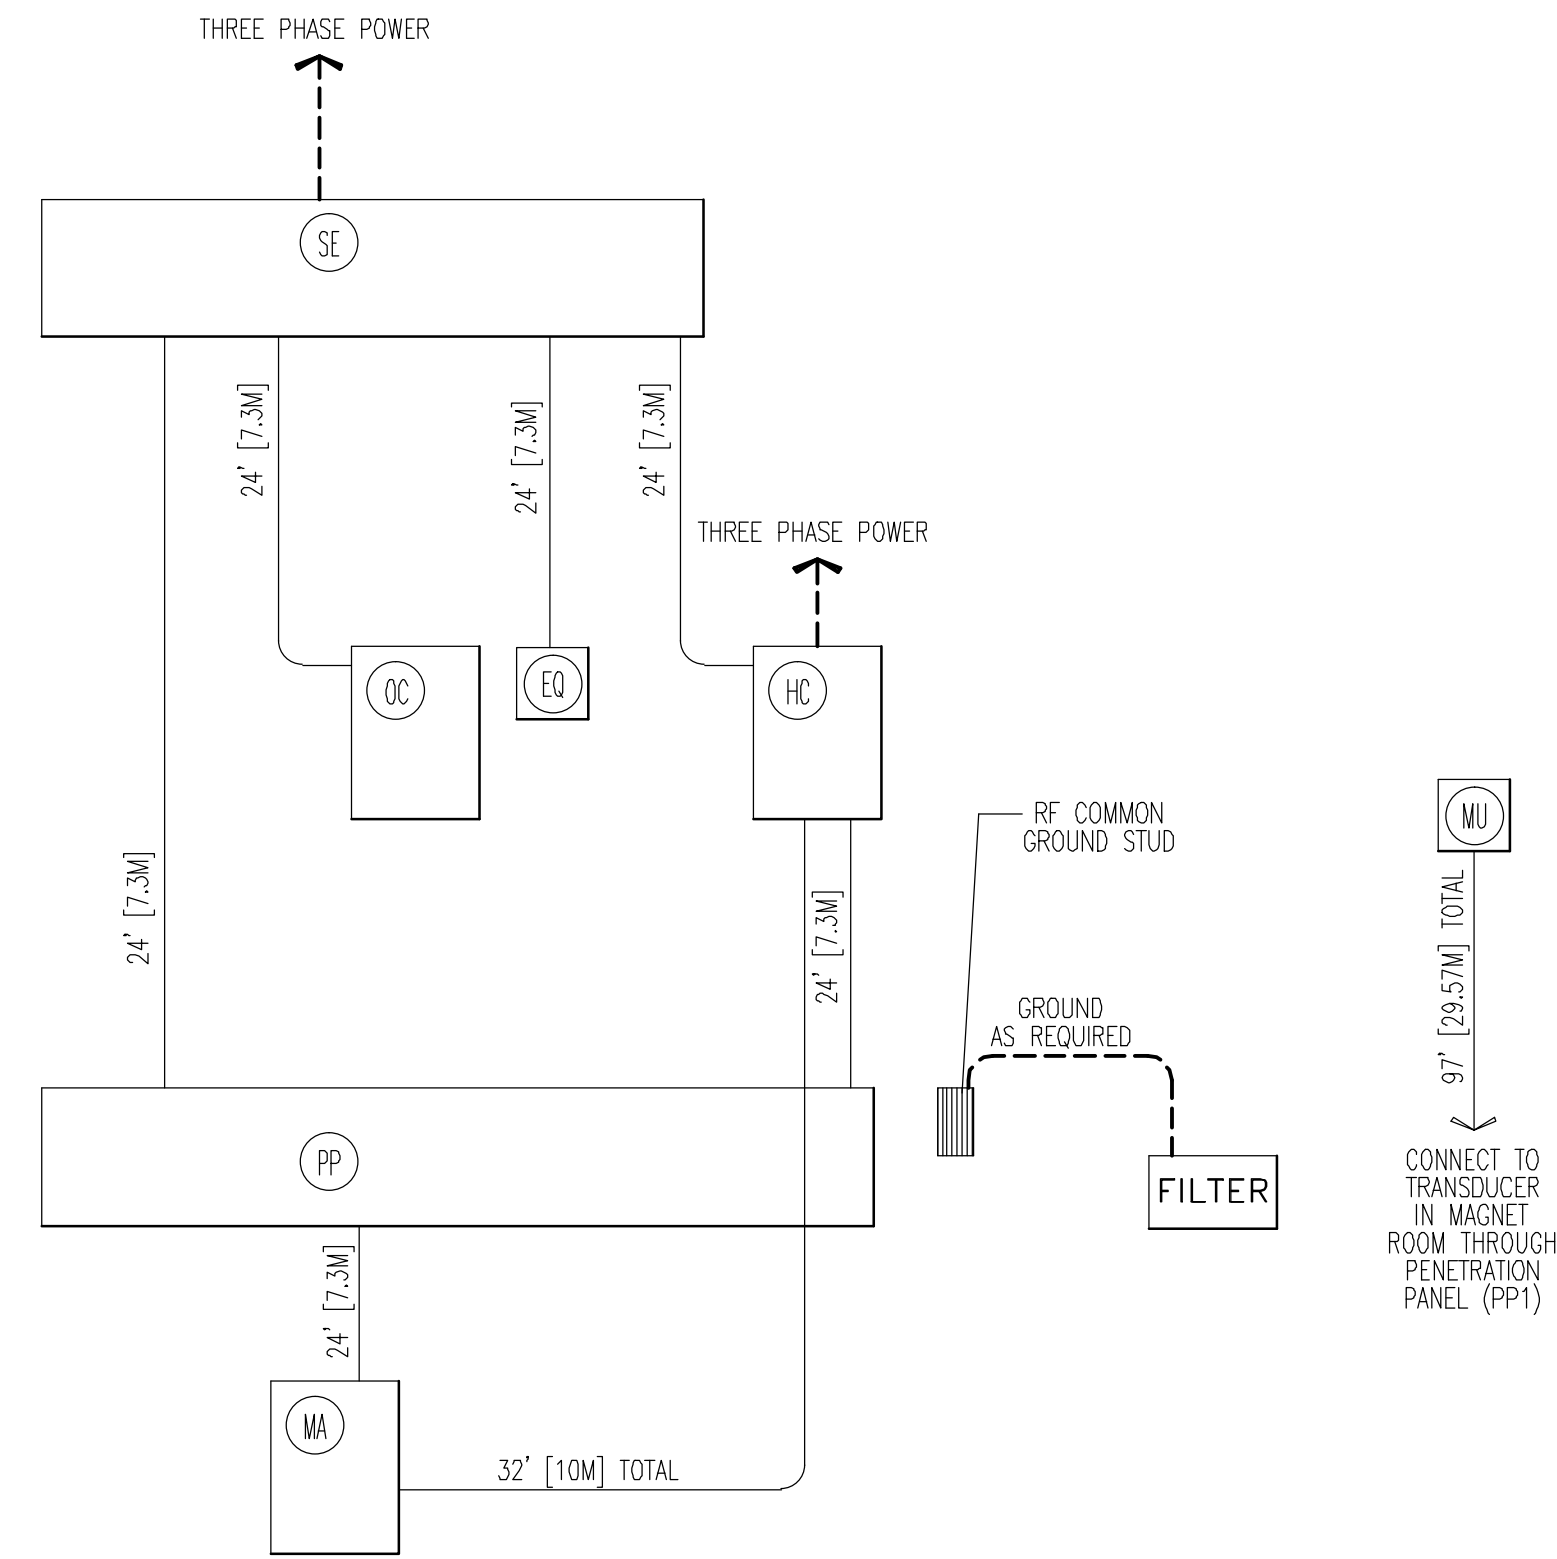 THREE PHASE POWER
SE
24' [7.3M]
24' [7.3M]
24' [7.3M]
THREE PHASE POWER
OC
EQ
HC
RF COMMON
GROUND STUD
MU
24' [7.3M]
24' [7.3M]
97' [29.57M] TOTAL
GROUND
AS REQUIRED
PP
FILTER
CONNECT TO
TRANSDUCER
IN MAGNET
ROOM THROUGH
PENETRATION
PANEL (PP1)
24' [7.3M]
MA
32' [10M] TOTAL